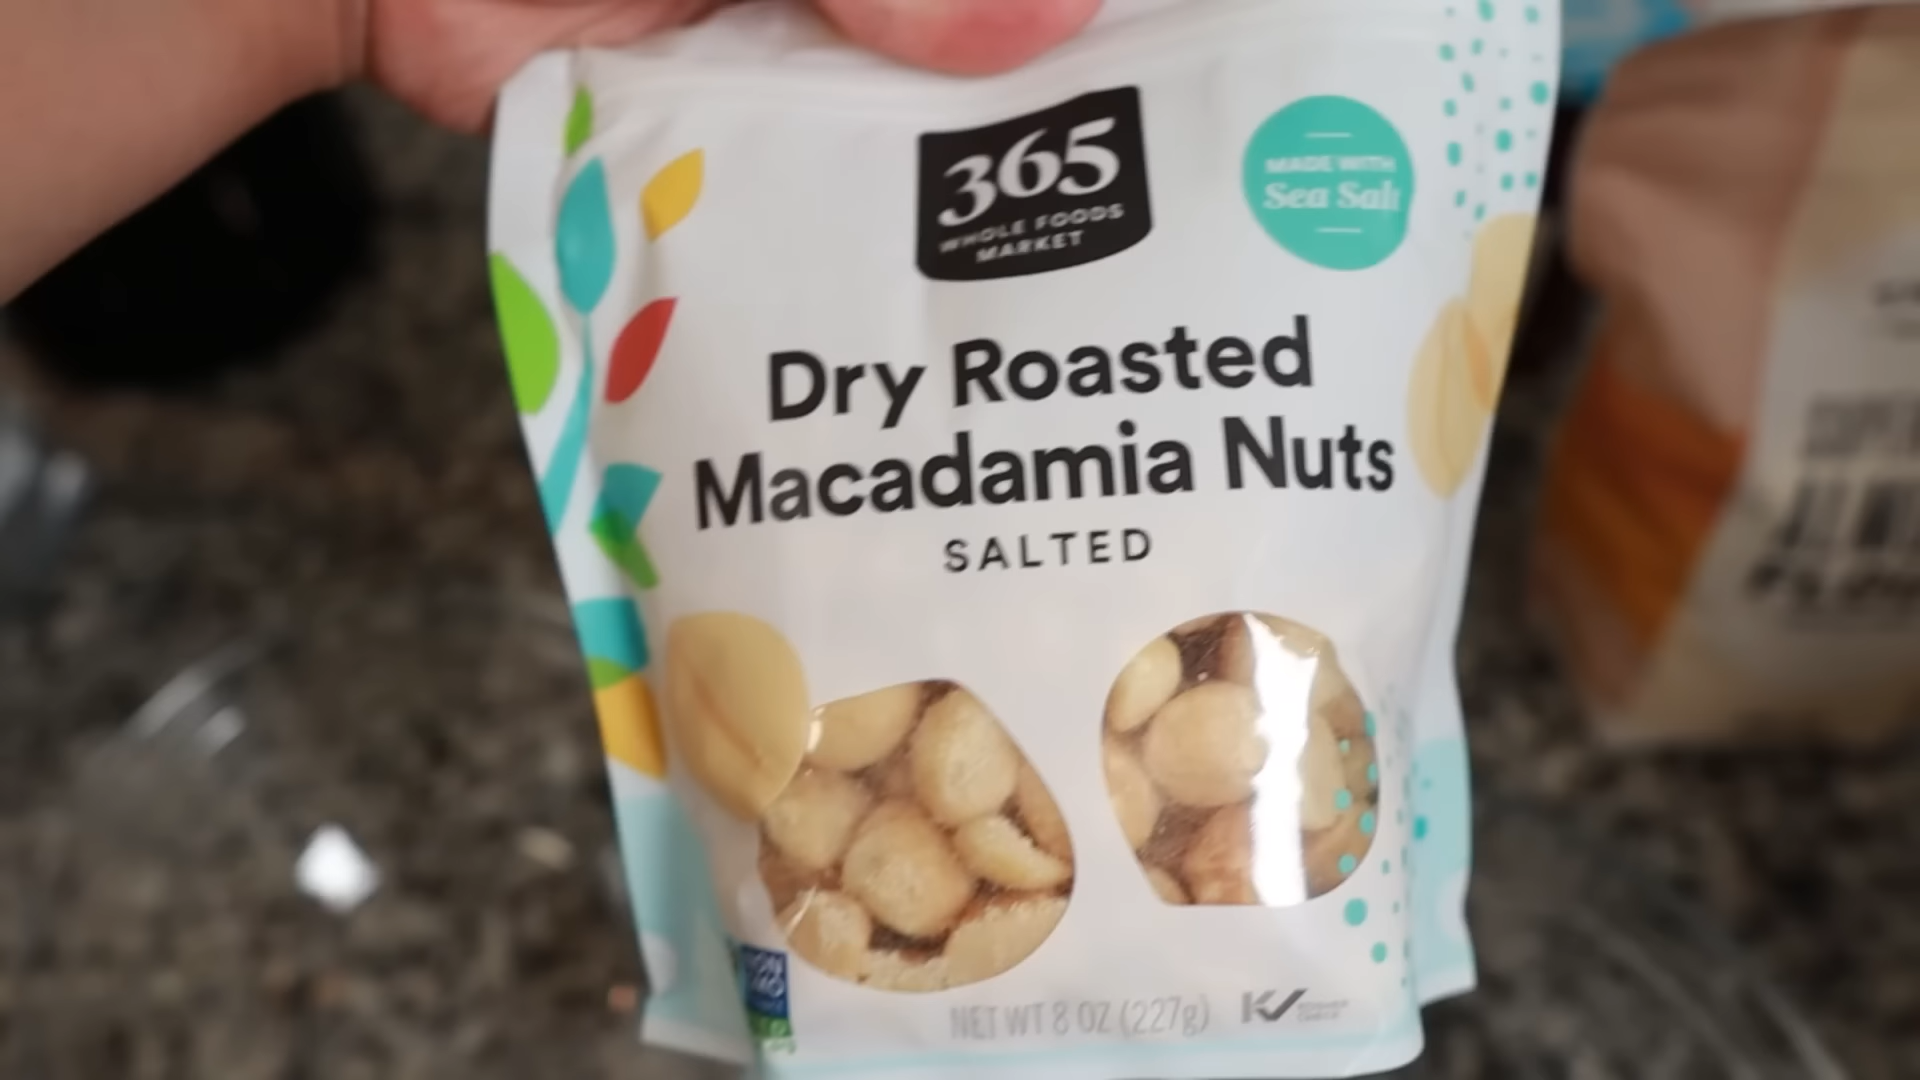 365
WHOLE FOODS
MARKET
MADE WITH
Sea Salt
Dry Roasted
Macadamia Nuts
SALTED
NET WT 8 OZ (227g)